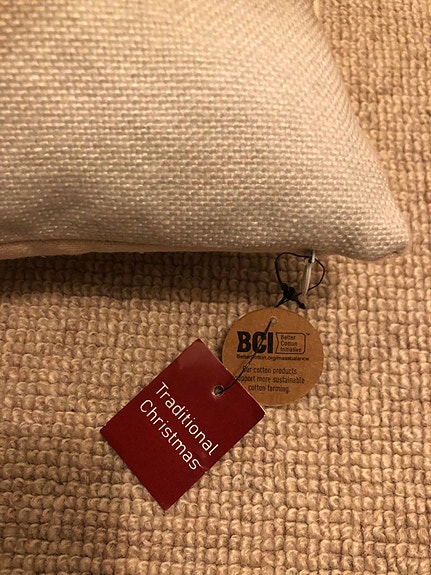 BCI
Better
Cotton
Initiative
Bettercotton.org/massbalance
Our cotton products
support more sustainable
cotton farming.
Traditional
Christmas